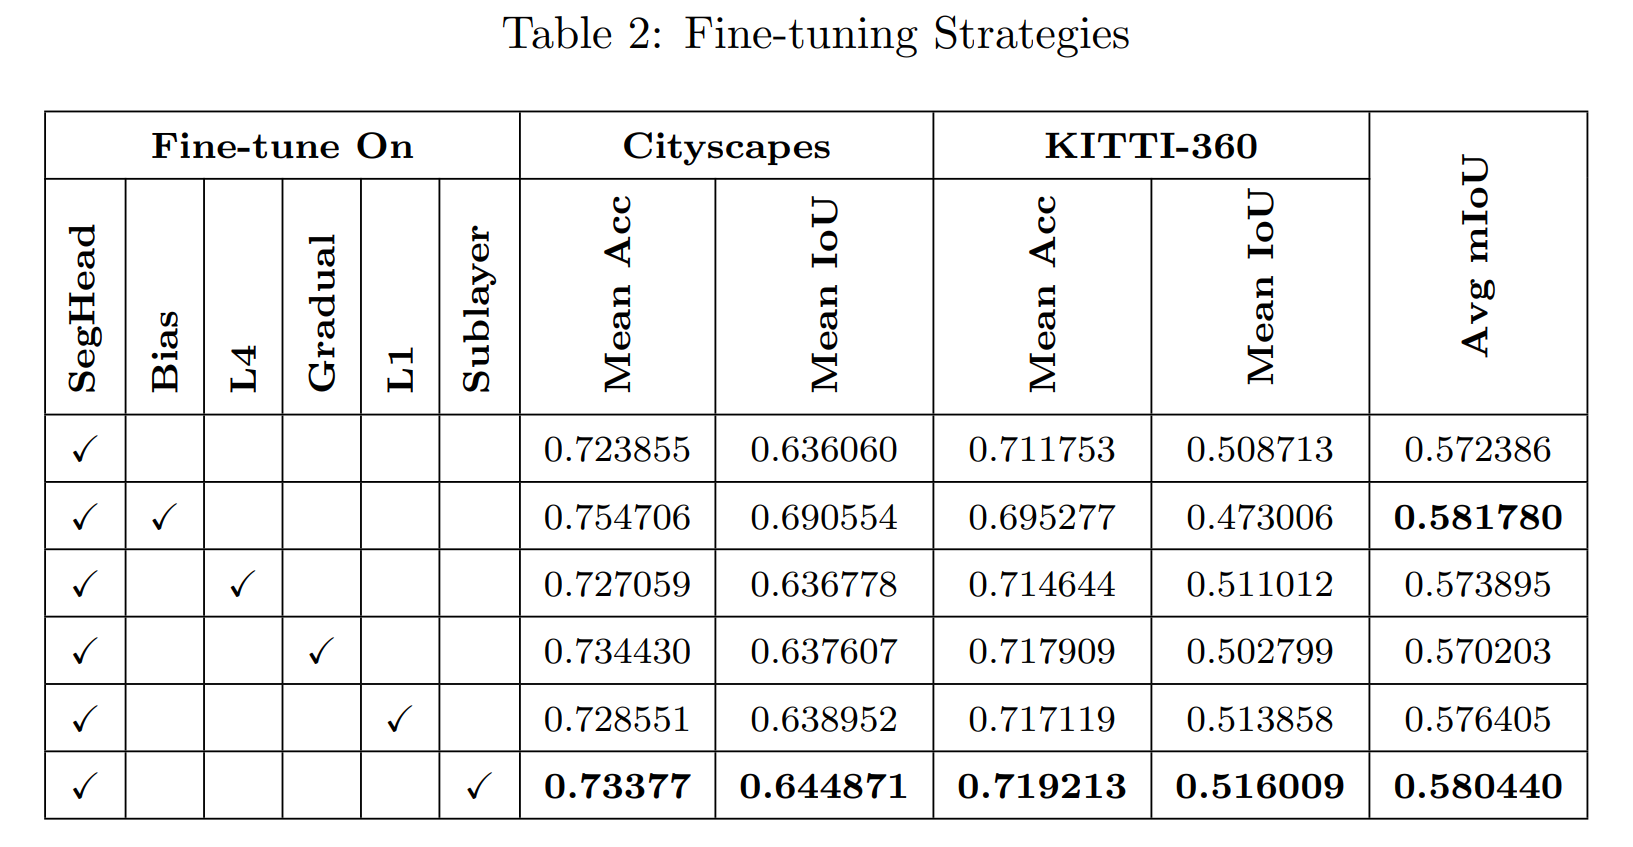 Table 2: Fine-tuning Strategies
Fine-tune On Cityscapes KITTI-360 Avg mIoU
SegHead Bias L4 Gradual L1 Sublayer Mean Acc Mean IoU Mean Acc Mean IoU
✓ 0.723855 0.636060 0.711753 0.508713 0.572386
✓ ✓ 0.754706 0.690554 0.695277 0.473006 0.581780
✓ ✓ 0.727059 0.636778 0.714644 0.511012 0.573895
✓ ✓ 0.734430 0.637607 0.717909 0.502799 0.570203
✓ ✓ 0.728551 0.638952 0.717119 0.513858 0.576405
✓ ✓ 0.73377 0.644871 0.719213 0.516009 0.580440